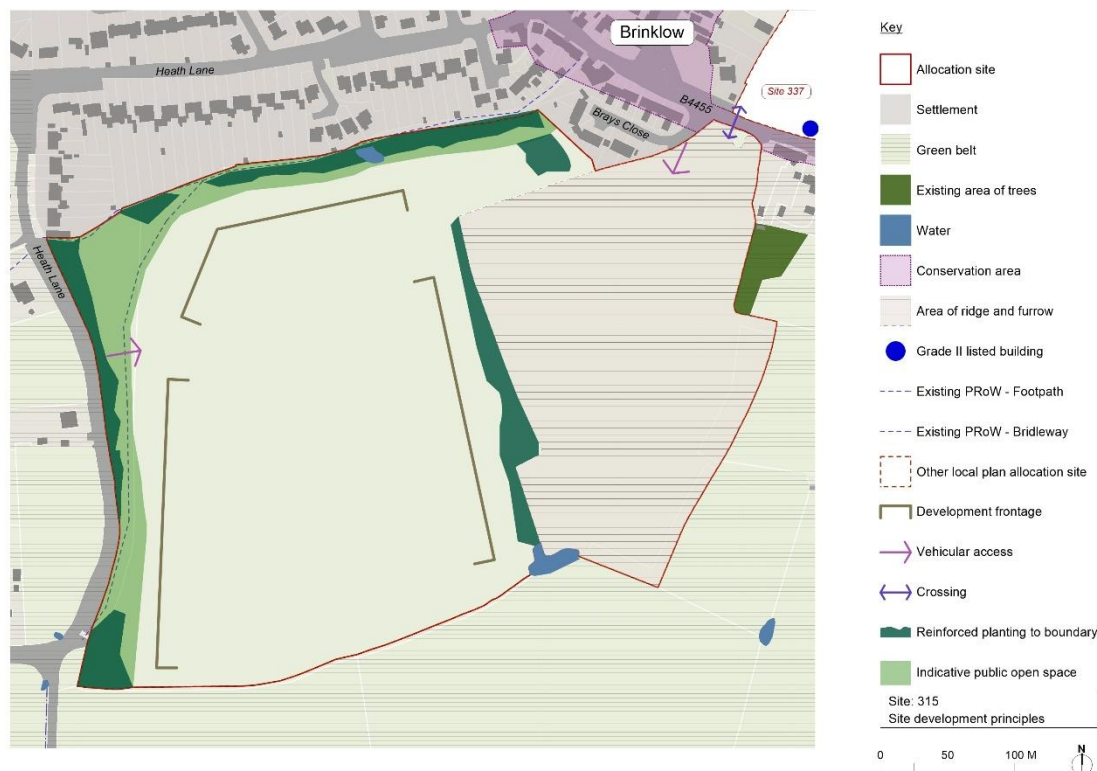 Brinklow
Heath Lane
Site 337
B4455
Brays Close
Heath Lane
Key
Allocation site
Settlement
Green belt
Existing area of trees
Water
Conservation area
Area of ridge and furrow
Grade II listed building
Existing PRoW - Footpath
Existing PRoW - Bridleway
Other local plan allocation site
Development frontage
Vehicular access
Crossing
Reinforced planting to boundary
Indicative public open space
Site: 315
Site development principles
0 50 100 M
N